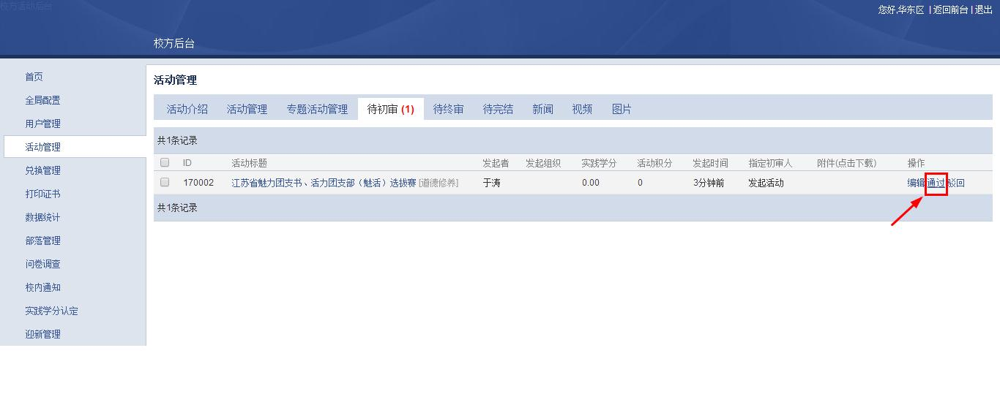 校方活动后台
您好,华东区 | 返回前台 | 退出
校方后台
首页
全局配置
用户管理
活动管理
兑换管理
打印证书
数据统计
部落管理
问卷调查
校内通知
实践学分认定
迎新管理
活动管理
活动介绍 活动管理 专题活动管理 待初审 (1) 待终审 待完结 新闻 视频 图片
共1条记录
ID 活动标题 发起者 发起组织 实践学分 活动积分 发起时间 指定初审人 附件(点击下载) 操作
170002 江苏省魅力团支书、活力团支部（魅活）选拔赛 [道德修养] 于涛 0.00 0 3分钟前 发起活动 编辑 通过 驳回
共1条记录